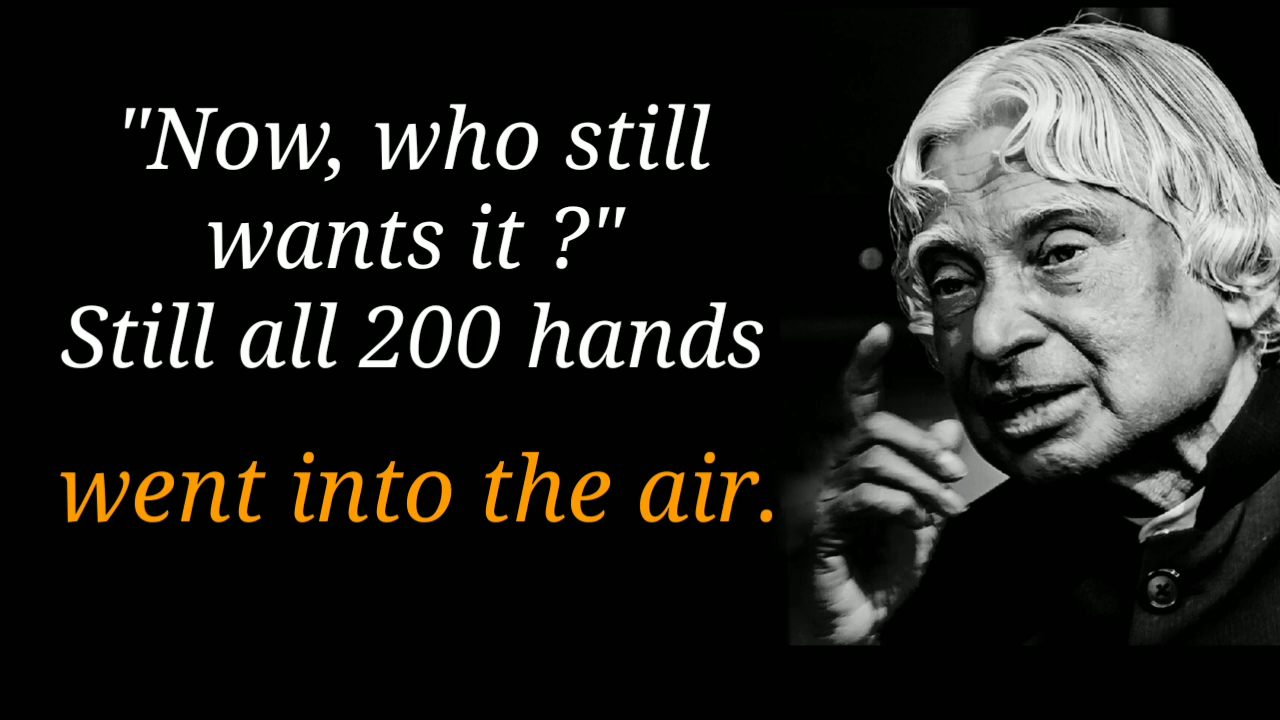 "Now, who still
wants it ?"
Still all 200 hands
went into the air.